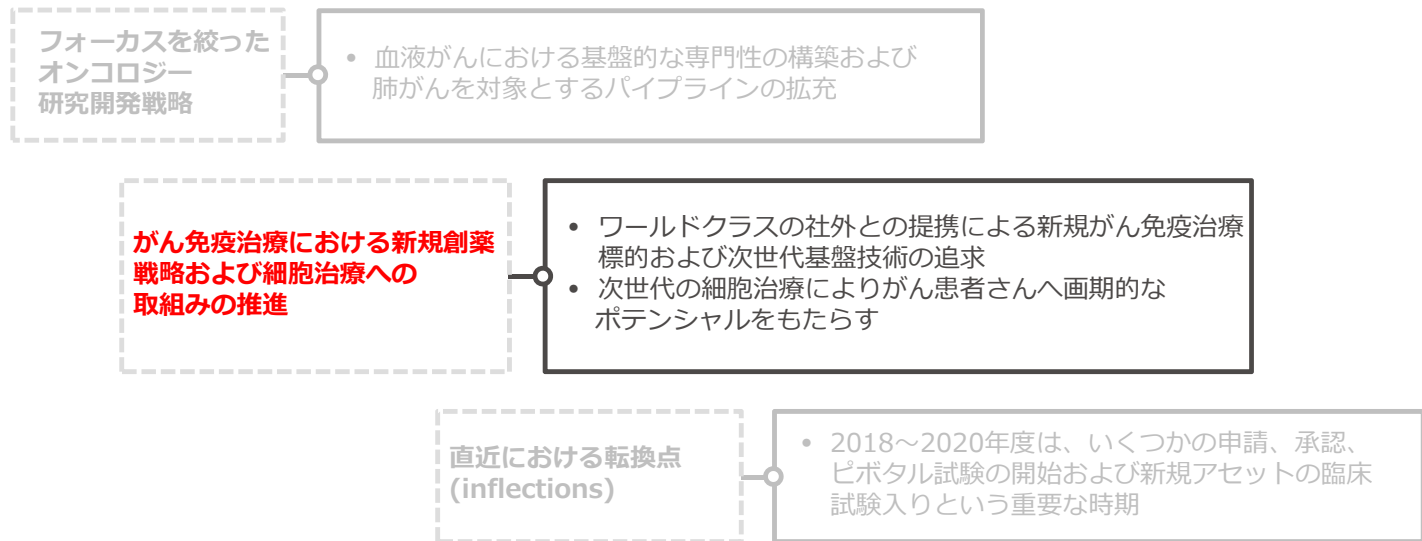 フォーカスを絞った
オンコロジー
研究開発戦略
• 血液がんにおける基盤的な専門性の構築および
肺がんを対象とするパイプラインの拡充
がん免疫治療における新規創薬
戦略および細胞治療への
取組みの推進
• ワールドクラスの社外との提携による新規がん免疫治療
標的および次世代基盤技術の追求
• 次世代の細胞治療によりがん患者さんへ画期的な
ポテンシャルをもたらす
直近における転換点
(inflections)
• 2018～2020年度は、いくつかの申請、承認、
ピボタル試験の開始および新規アセットの臨床
試験入りという重要な時期